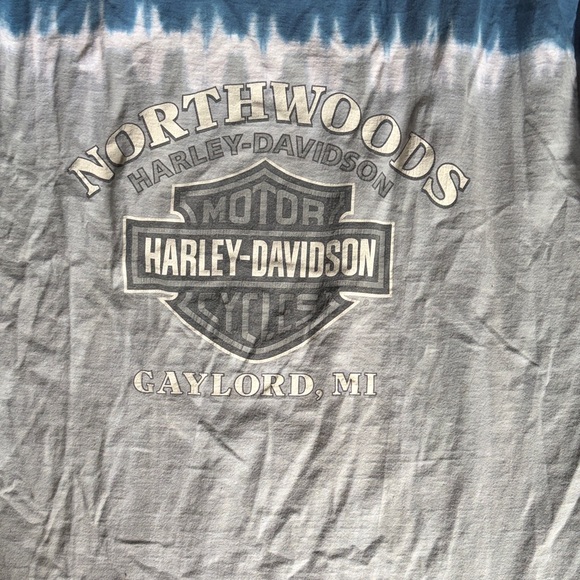 NORTHWOODS
HARLEY-DAVIDSON
MOTOR
HARLEY-DAVIDSON
CYCLES
GAYLORD, MI